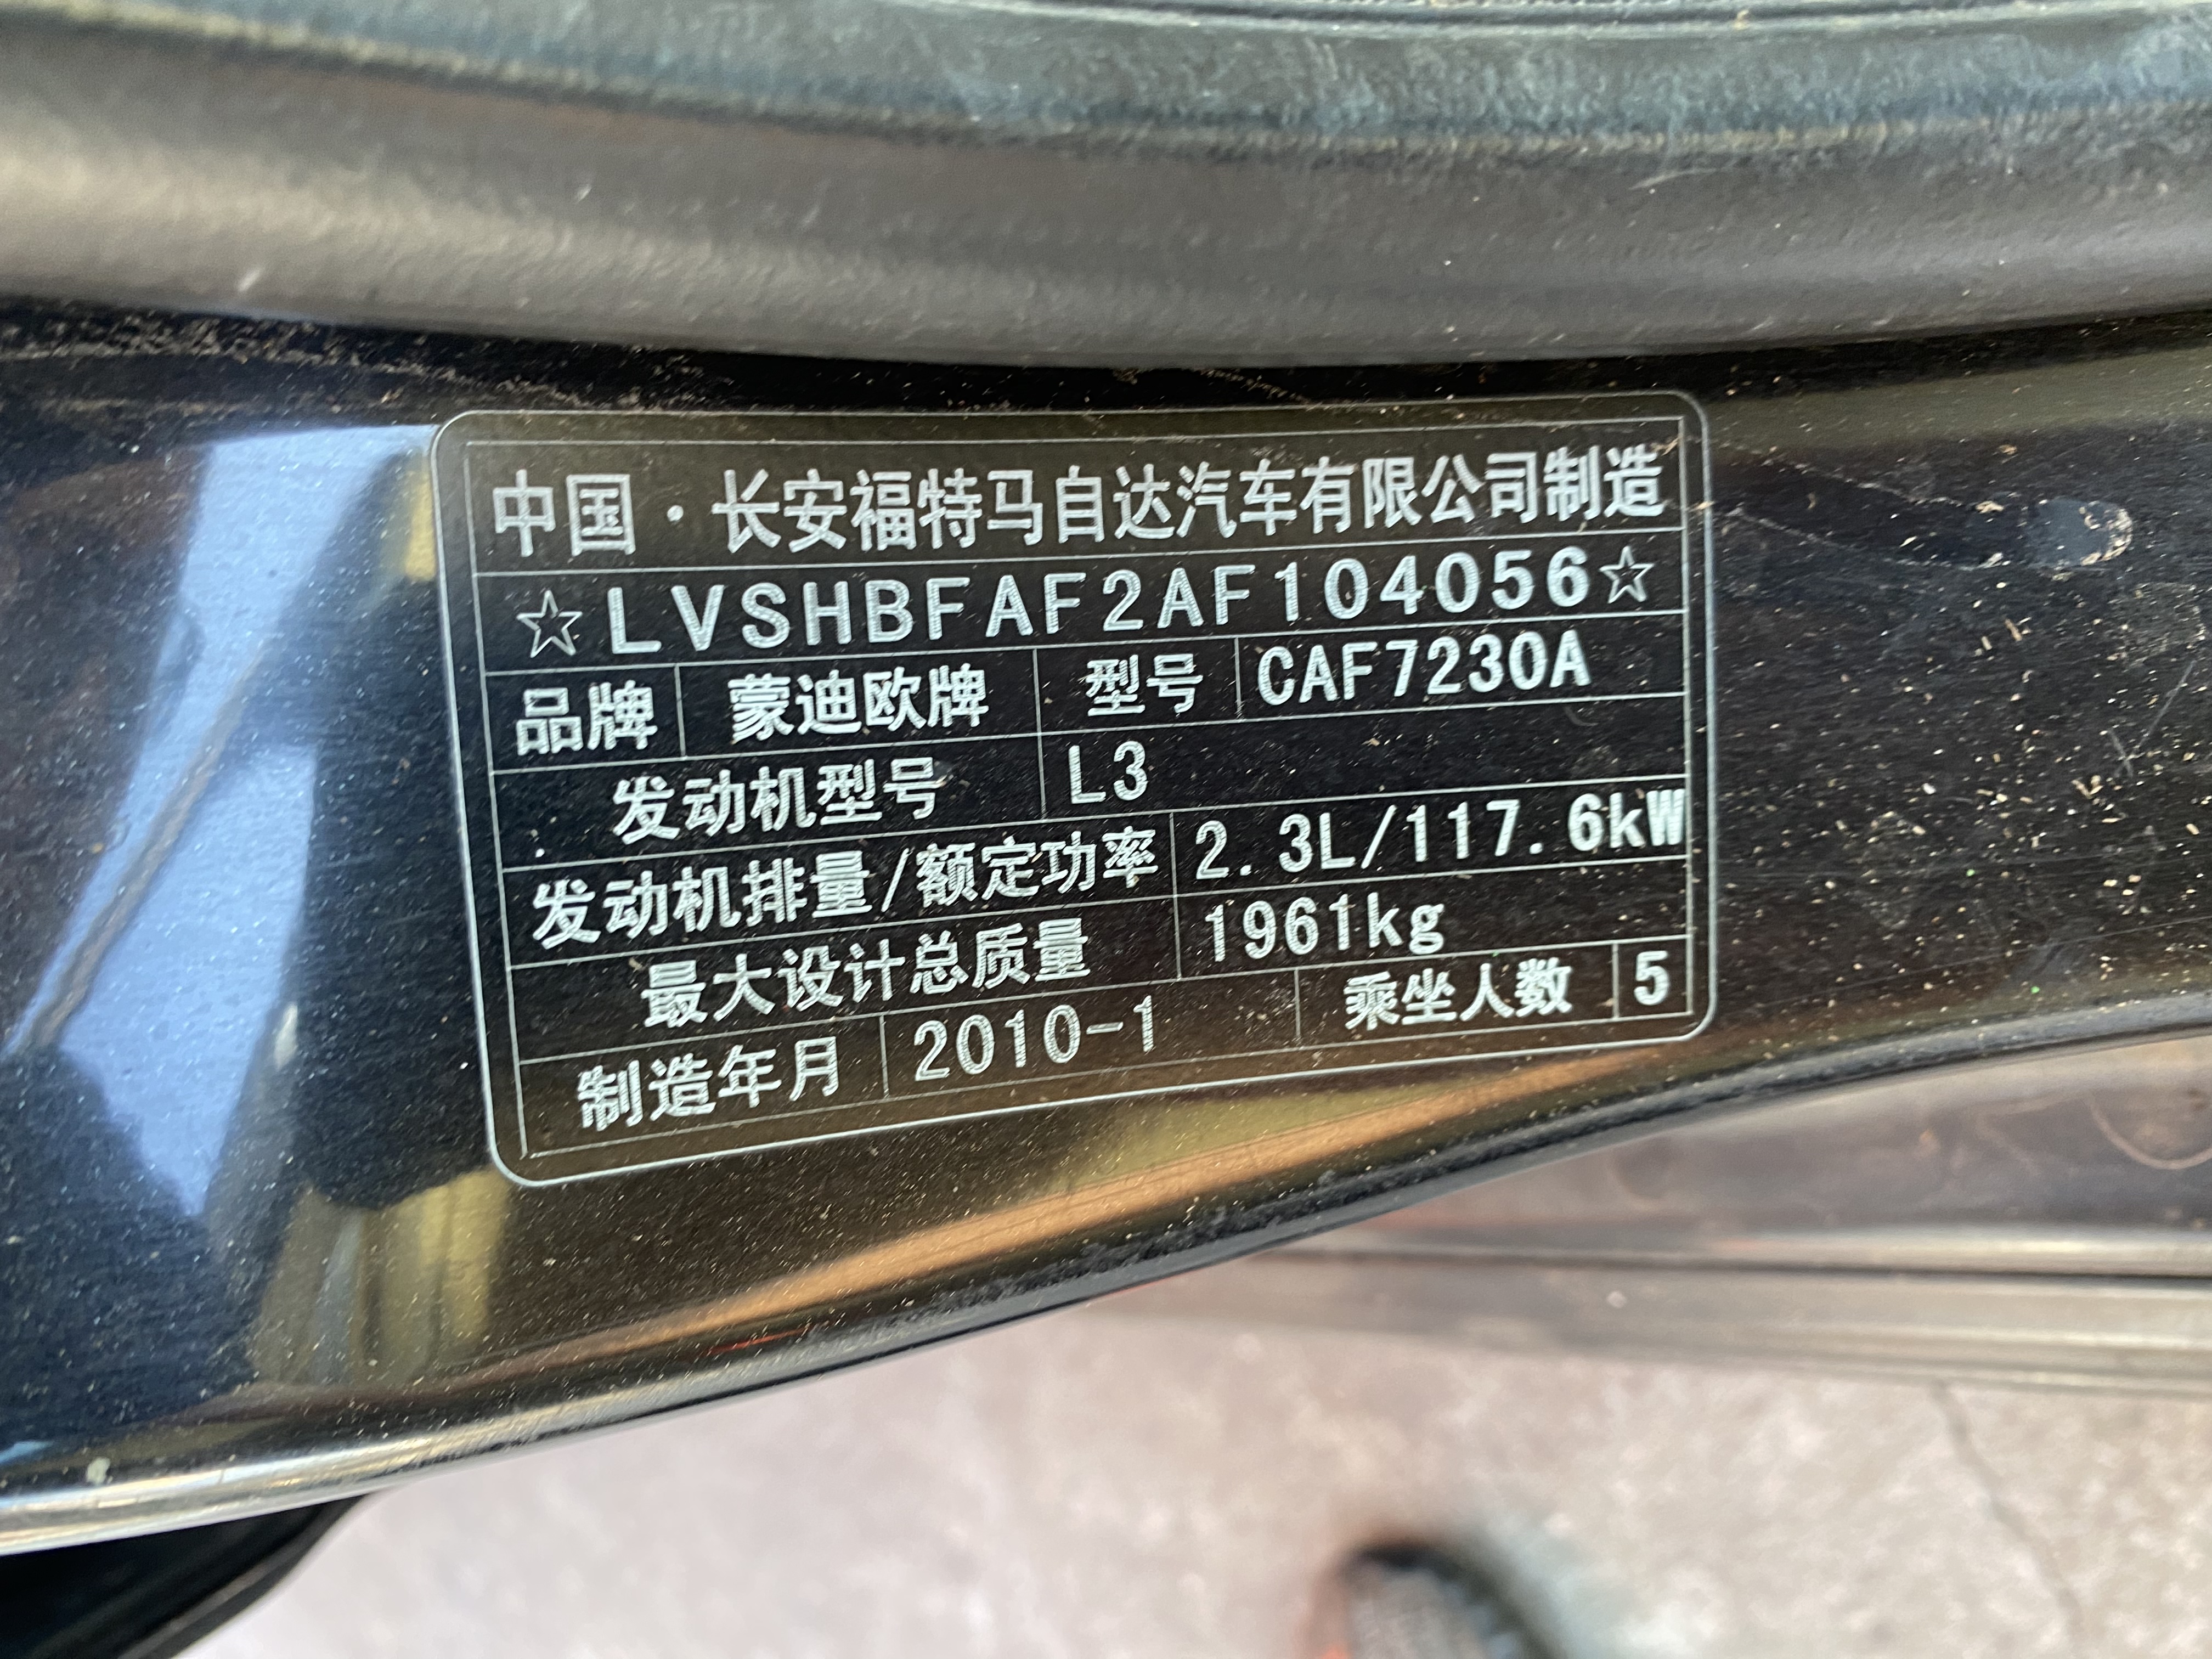 中国·长安福特马自达汽车有限公司制造
☆LVSHBFAF2AF104056☆
品牌 蒙迪欧牌 型号 CAF7230A
发动机型号 L3
发动机排量/额定功率 2.3L/117.6kW
最大设计总质量 1961kg
制造年月 2010-1 乘坐人数 5